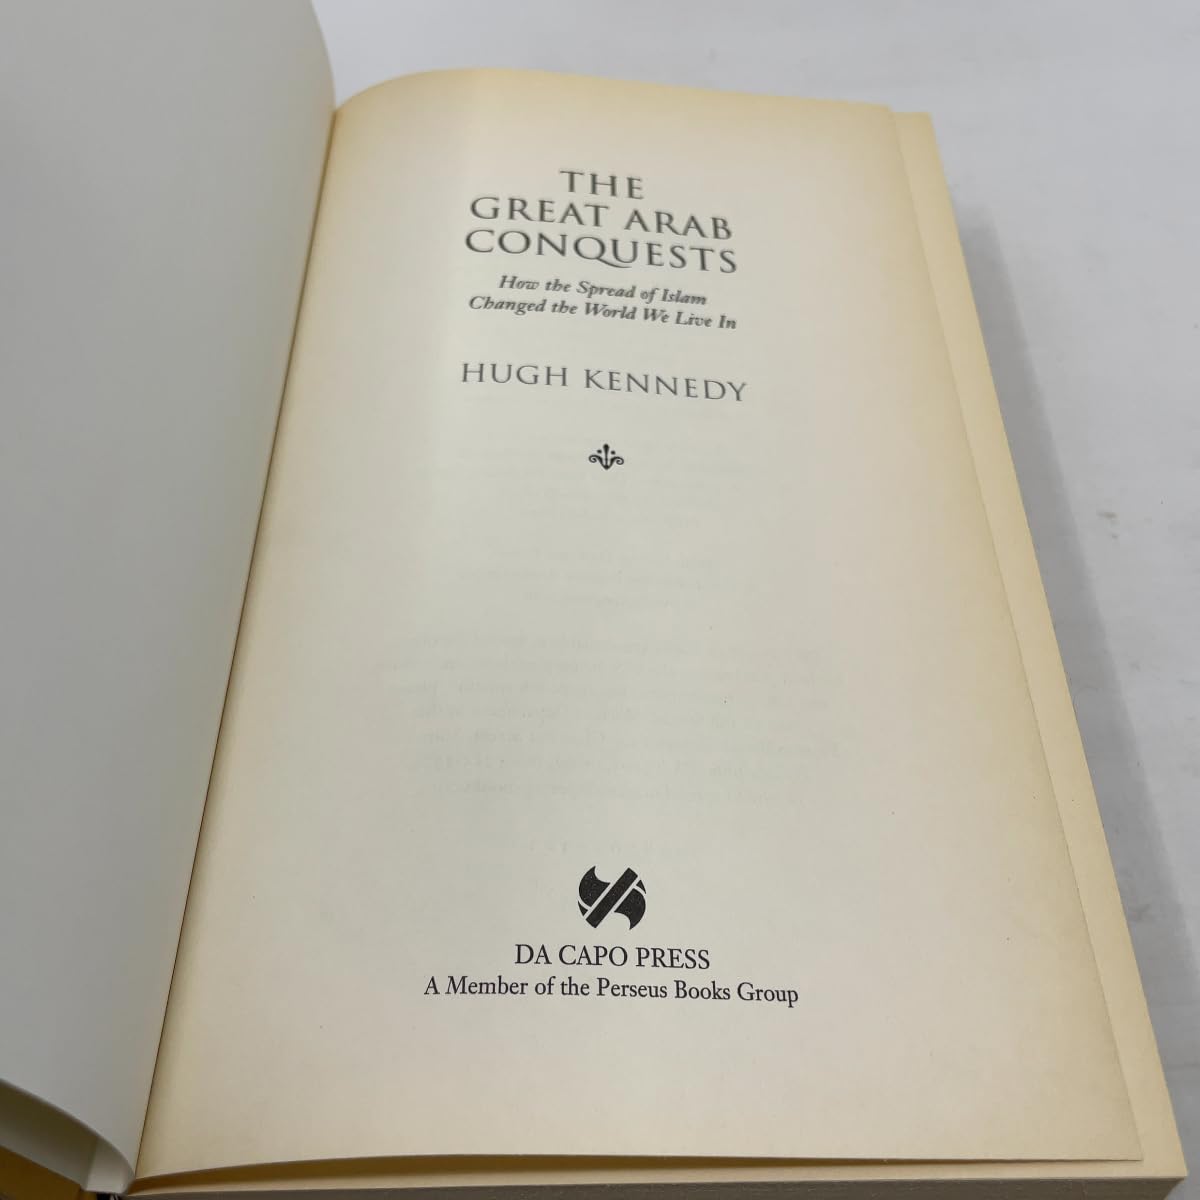 THE
GREAT ARAB
CONQUESTS
How the Spread of Islam
Changed the World We Live In
HUGH KENNEDY
DA CAPO PRESS
A Member of the Perseus Books Group